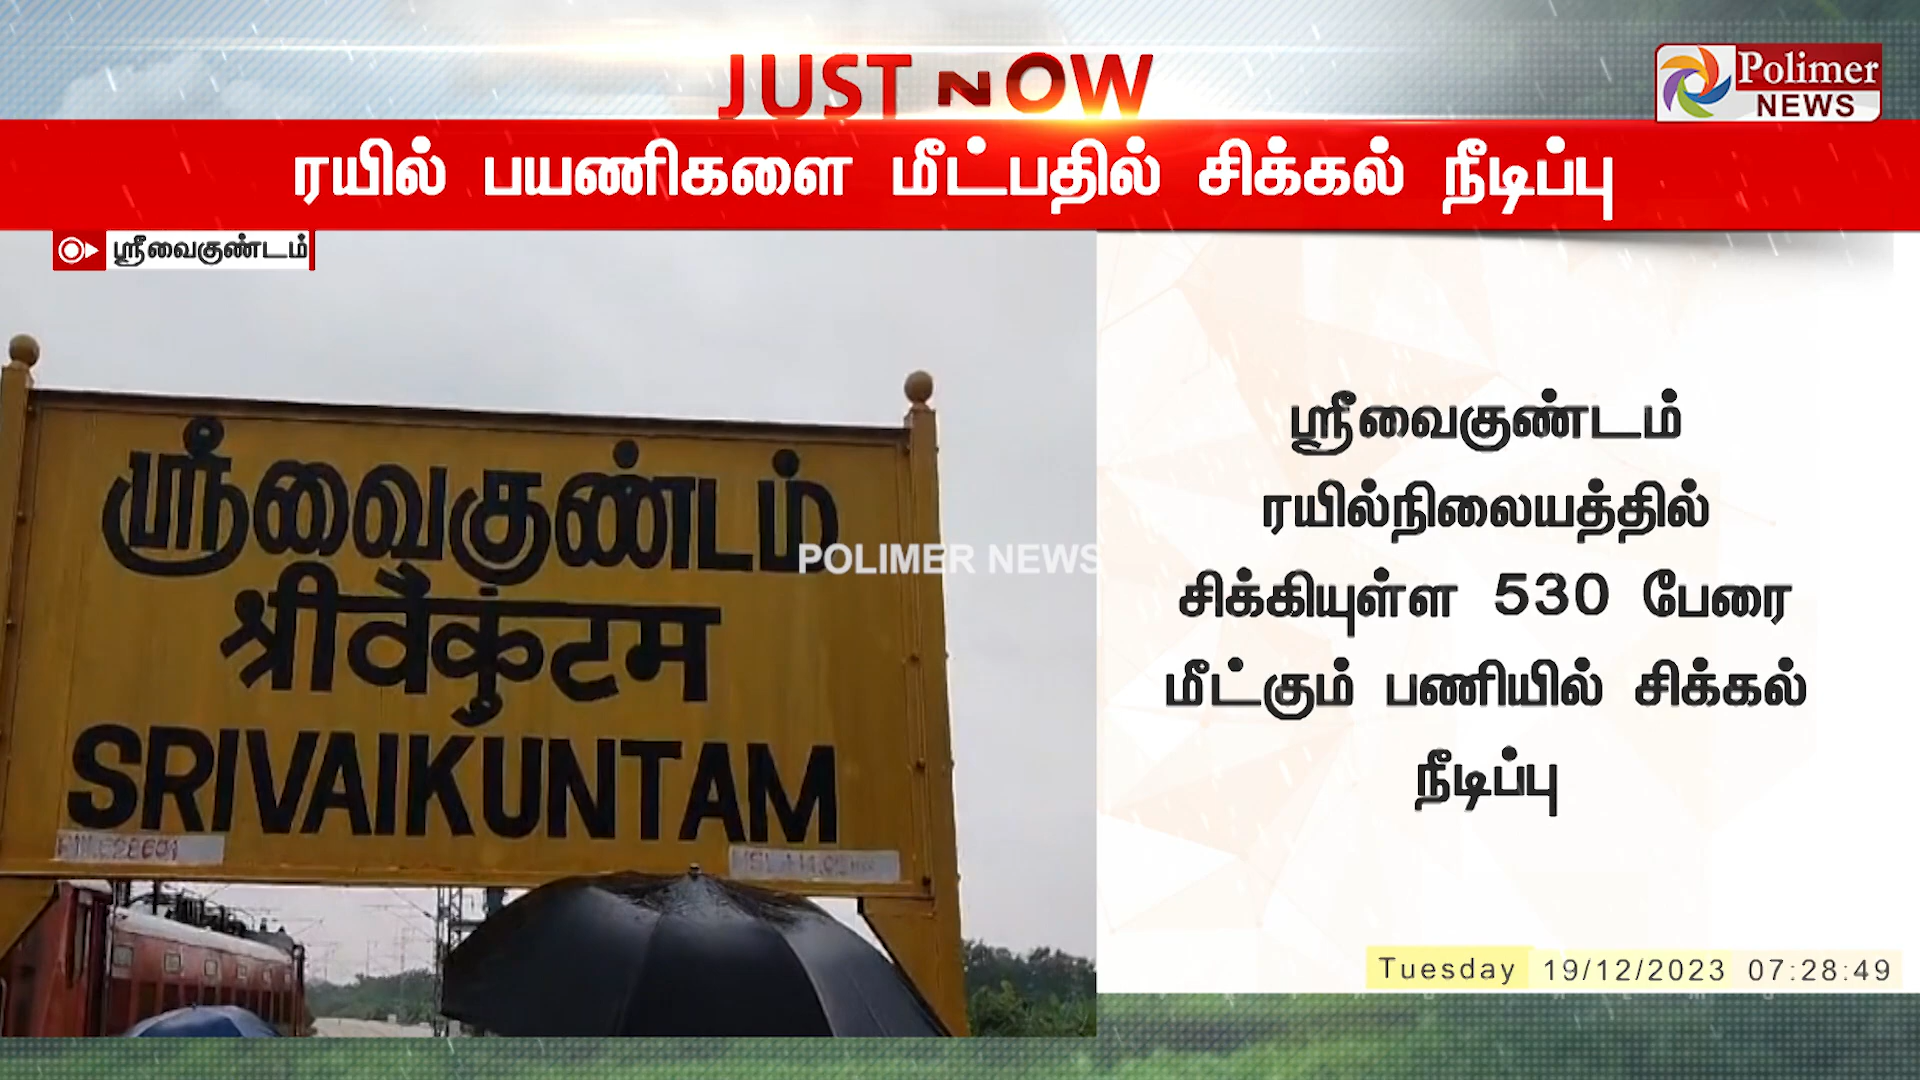 JUST NOW
Polimer
NEWS
ரயில் பயணிகளை மீட்பதில் சிக்கல் நீடிப்பு
ஸ்ரீவைகுண்டம்
ஸ்ரீவைகுண்டம்
श्रीवैकुंटम
SRIVAIKUNTAM
POLIMER NEWS
ஸ்ரீவைகுண்டம்
ரயில்நிலையத்தில்
சிக்கியுள்ள 530 பேரை
மீட்கும் பணியில் சிக்கல்
நீடிப்பு
Tuesday 19/12/2023 07:28:49